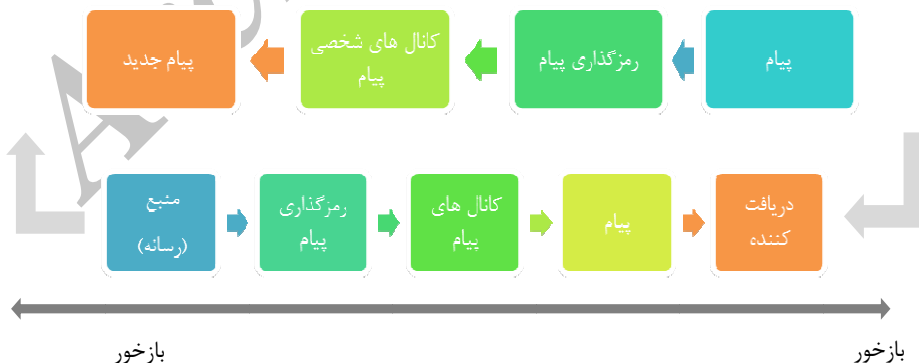 پیام
رمزگذاری پیام
کانال های شخصی
پیام
پیام جدید
منبع
(رسانه)
رمزگذاری
پیام
کانال های
پیام
پیام
دریافت
کننده
بازخور
بازخور